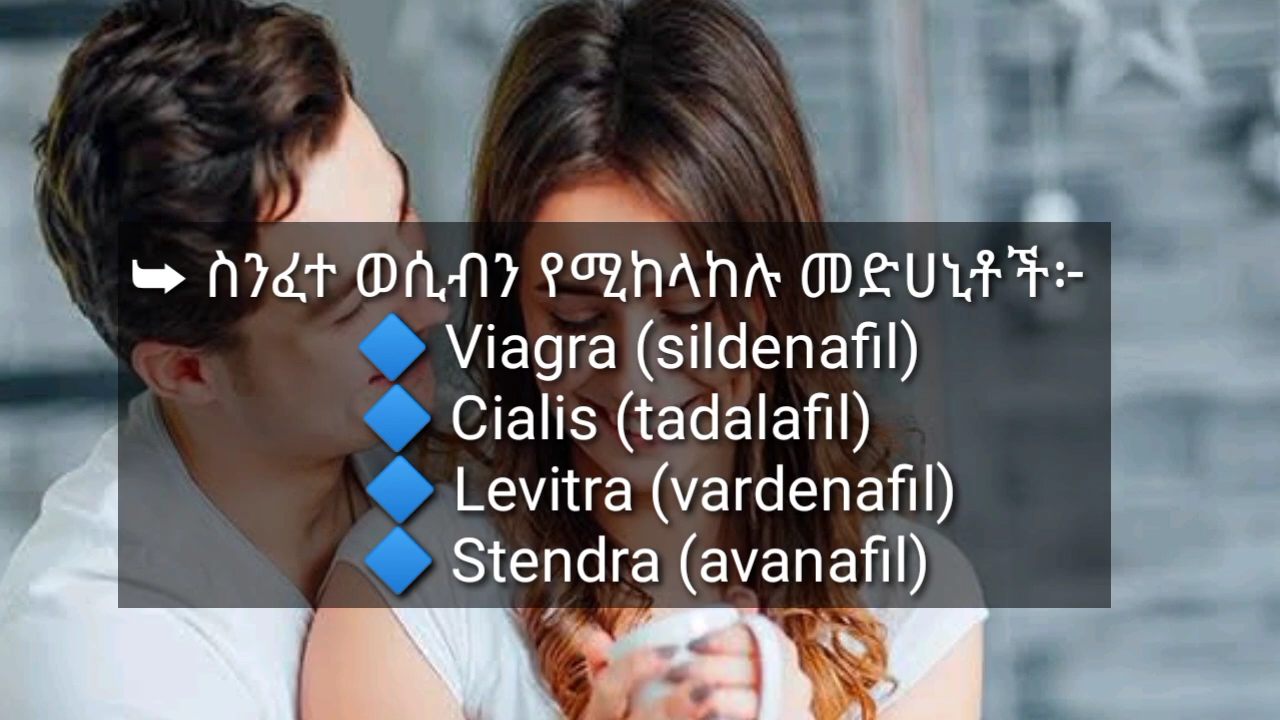 ➥ ስንፈተ ወሲብን የሚከላከሉ መድሀኒቶች፦
🔷 Viagra (sildenafil)
🔷 Cialis (tadalafil)
🔷 Levitra (vardenafil)
🔷 Stendra (avanafil)